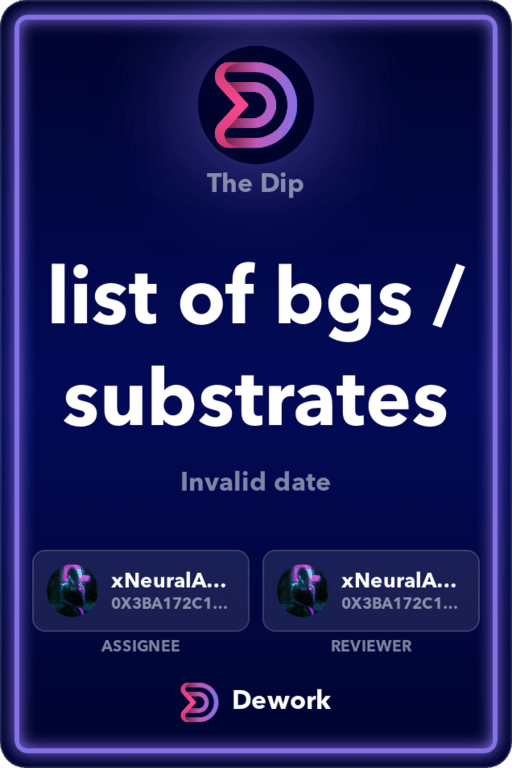 The Dip
list of bgs /
substrates
Invalid date
xNeuralA...
0X3BA172C1...
ASSIGNEE
xNeuralA...
0X3BA172C1...
REVIEWER
Dework